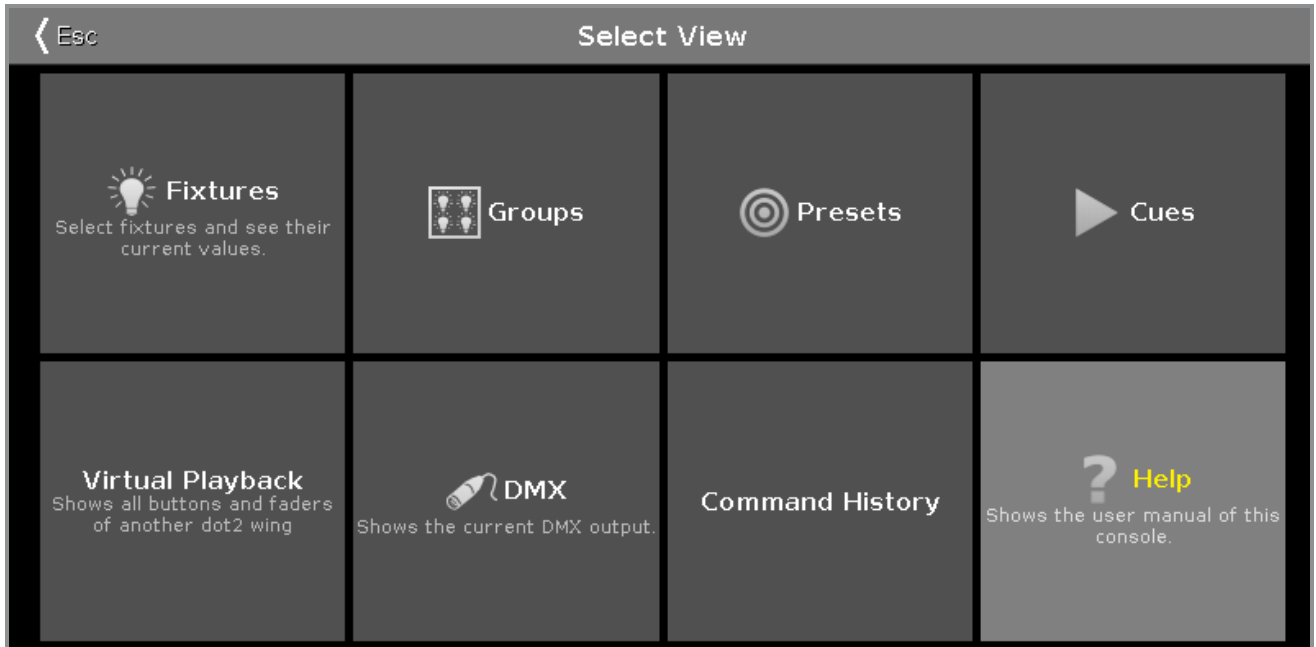 Esc
Select View
Fixtures
Select fixtures and see their
current values.
Groups
Presets
Cues
Virtual Playback
Shows all buttons and faders
of another dot2 wing
DMX
Shows the current DMX output.
Command History
Help
Shows the user manual of this
console.